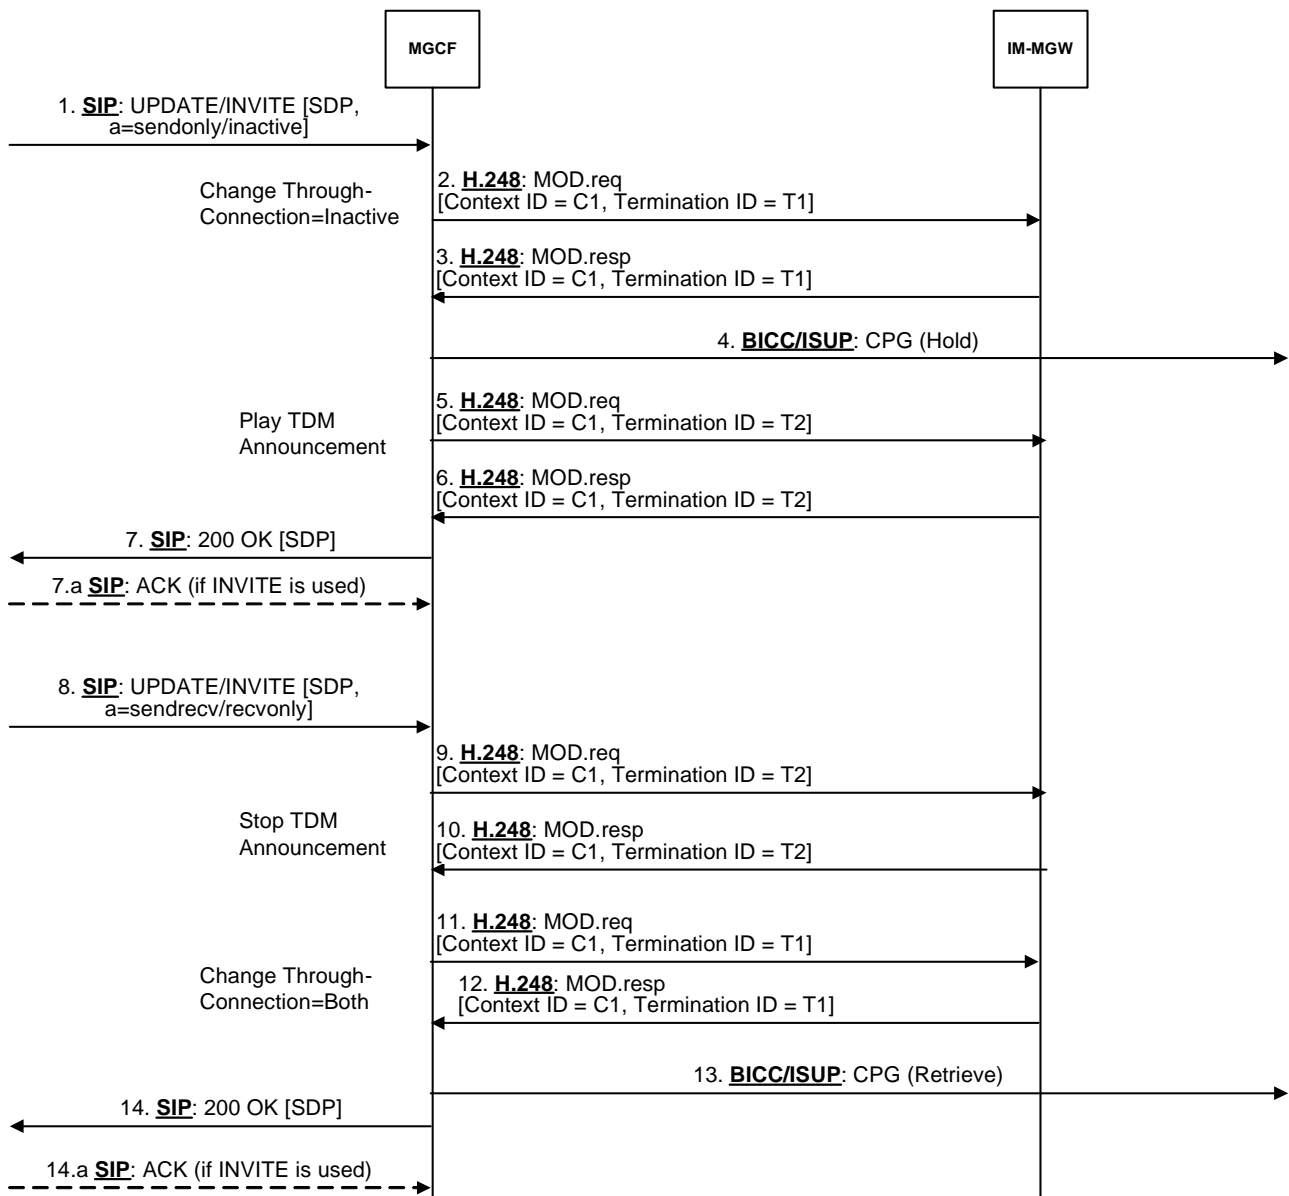 MGCF
IM-MGW
1. SIP: UPDATE/INVITE [SDP,
a=sendonly/inactive]
Change Through-
Connection=Inactive
2. H.248: MOD.req
[Context ID = C1, Termination ID = T1]
3. H.248: MOD.resp
[Context ID = C1, Termination ID = T1]
4. BICC/ISUP: CPG (Hold)
Play TDM
Announcement
5. H.248: MOD.req
[Context ID = C1, Termination ID = T2]
6. H.248: MOD.resp
[Context ID = C1, Termination ID = T2]
7. SIP: 200 OK [SDP]
7.a SIP: ACK (if INVITE is used)
8. SIP: UPDATE/INVITE [SDP,
a=sendrecv/recvonly]
9. H.248: MOD.req
[Context ID = C1, Termination ID = T2]
Stop TDM
Announcement
10. H.248: MOD.resp
[Context ID = C1, Termination ID = T2]
11. H.248: MOD.req
[Context ID = C1, Termination ID = T1]
Change Through-
Connection=Both
12. H.248: MOD.resp
[Context ID = C1, Termination ID = T1]
13. BICC/ISUP: CPG (Retrieve)
14. SIP: 200 OK [SDP]
14.a SIP: ACK (if INVITE is used)